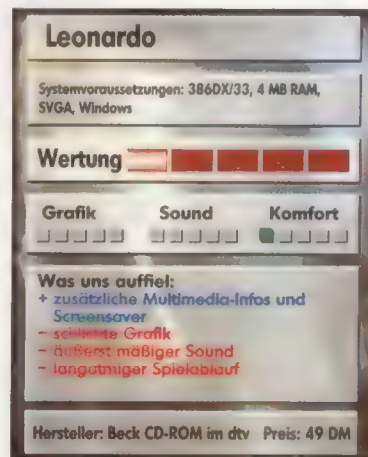 Leonardo
Systemvoraussetzungen: 386DX/33, 4 MB RAM,
SVGA, Windows
Wertung
Grafik Sound Komfort
Was uns auffiel:
+ zusätzliche Multimedia-Infos und
Screensaver
– schlechte Grafik
– äußerst mäßiger Sound
– langatmiger Spielablauf
Hersteller: Beck CD-ROM im dtv Preis: 49 DM